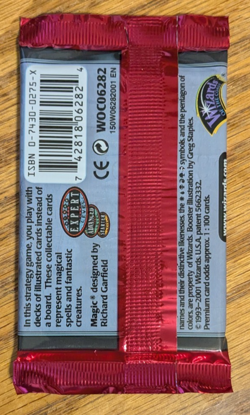 ISBN 0-7430-0275-X
7 42818 06282 4
CE WOC06282
150W06282001 EN
EXPERT
In this strategy game, you play with
decks of illustrated cards instead of
a board. These collectable cards
represent magical
spells and fantastic
creatures.
Magic® designed by
Richard Garfield
Wizards
names and their distinctive likenesses, the
symbols, and the pentagon of
colors, are property of Wizards. Booster illustration by Greg Staples.
©1993–2001 Wizards. U.S. patent 5662332.
Premium card odds approx. 1 : 100 cards.